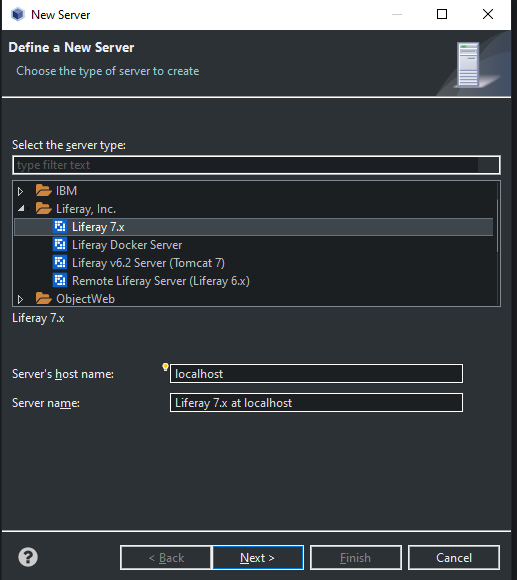 New Server
Define a New Server
Choose the type of server to create
Select the server type:
type filter text
IBM
Liferay, Inc.
Liferay 7.x
Liferay Docker Server
Liferay v6.2 Server (Tomcat 7)
Remote Liferay Server (Liferay 6.x)
ObjectWeb
Liferay 7.x
Server's host name: localhost
Server name: Liferay 7.x at localhost
? < Back Next > Finish Cancel